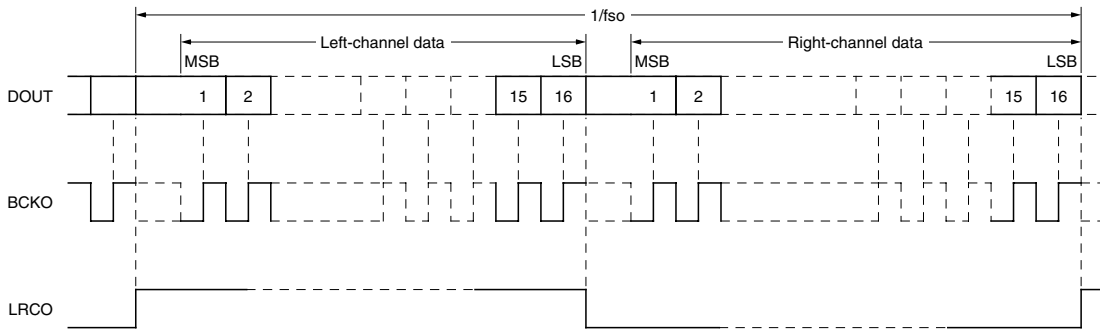 1/fso
Left-channel data Right-channel data
MSB LSB MSB LSB
DOUT 1 2 15 16 1 2 15 16
BCKO
LRCO